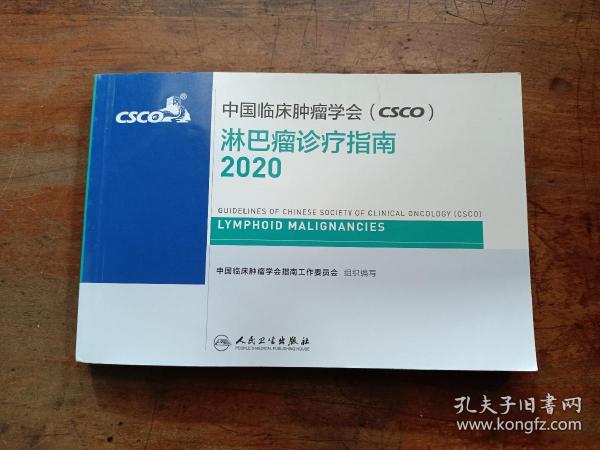 CSCO®
中国临床肿瘤学会（CSCO）
淋巴瘤诊疗指南
2020
GUIDELINES OF CHINESE SOCIETY OF CLINICAL ONCOLOGY (CSCO)
LYMPHOID MALIGNANCIES
中国临床肿瘤学会指南工作委员会 组织编写
人民卫生出版社
PEOPLE'S MEDICAL PUBLISHING HOUSE
孔夫子旧书网
www.kongfz.com